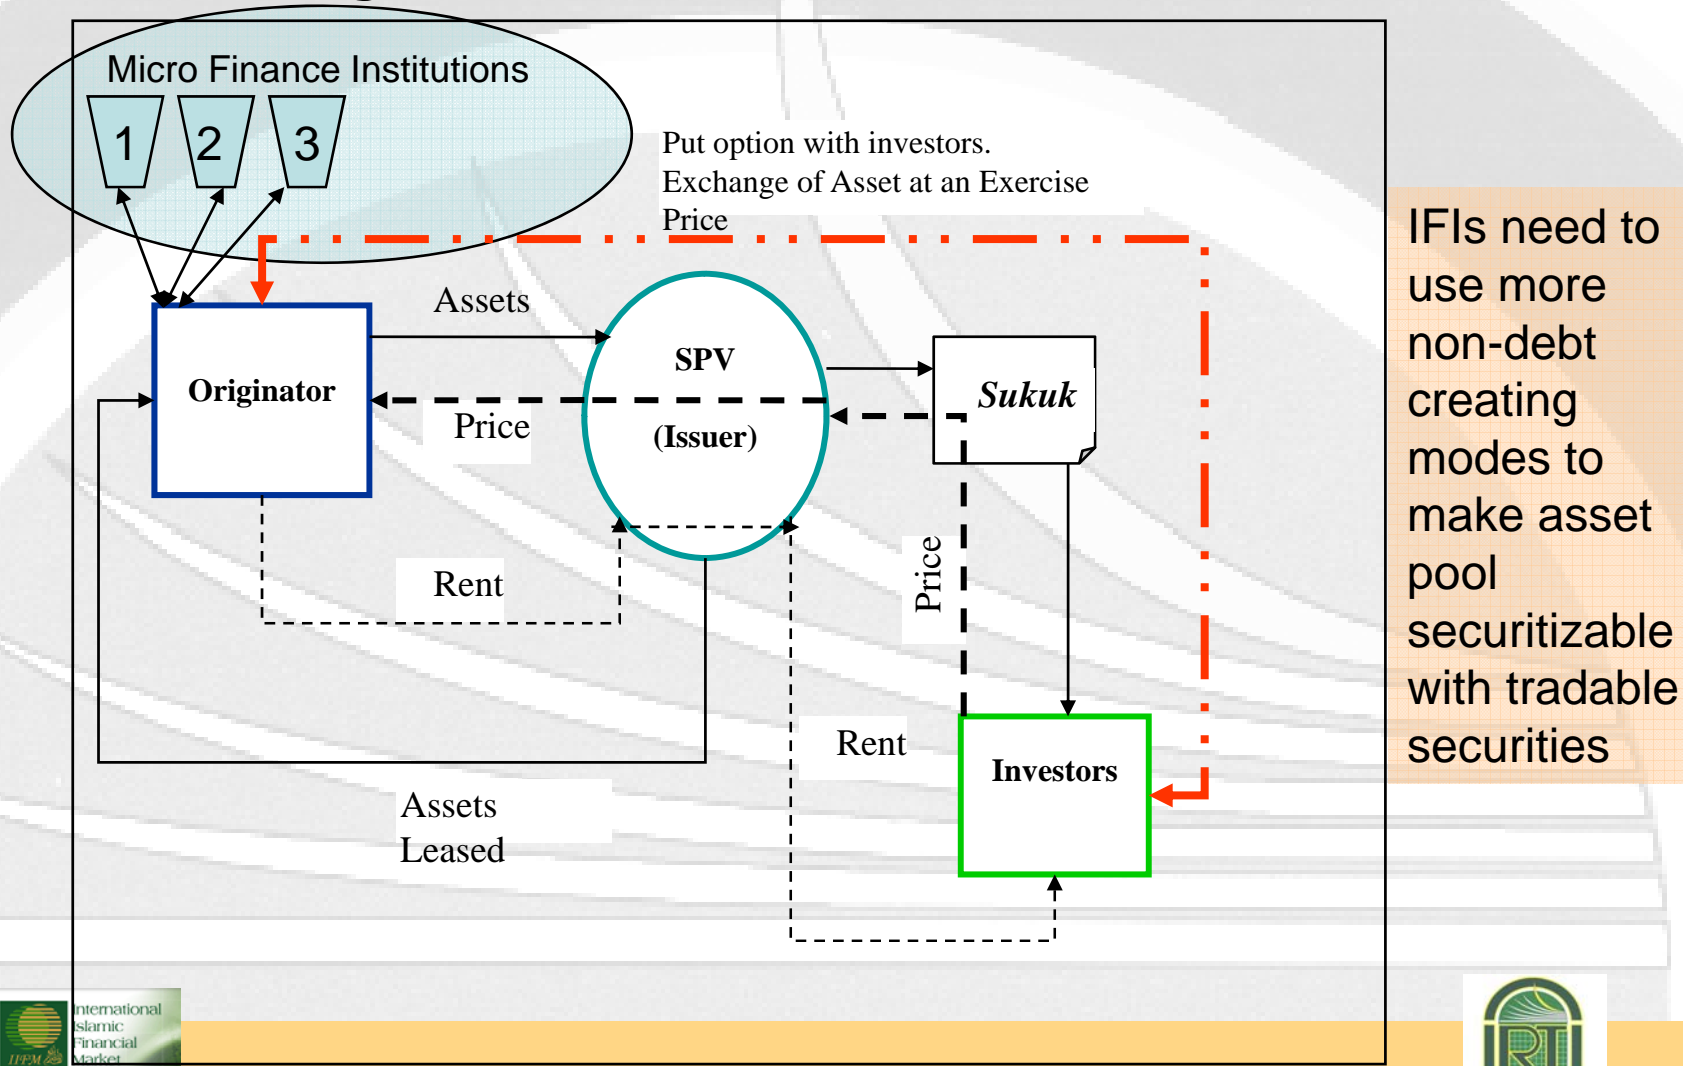 Micro Finance Institutions
1 2 3
Put option with investors.
Exchange of Asset at an Exercise
Price
Assets
SPV
(Issuer)
Originator
Sukuk
Price
Price
Rent
Rent
Investors
Assets
Leased
IFIs need to
use more
non-debt
creating
modes to
make asset
pool
securitizable
with tradable
securities
International
Islamic
Financial
Market
IIFM
IRTI